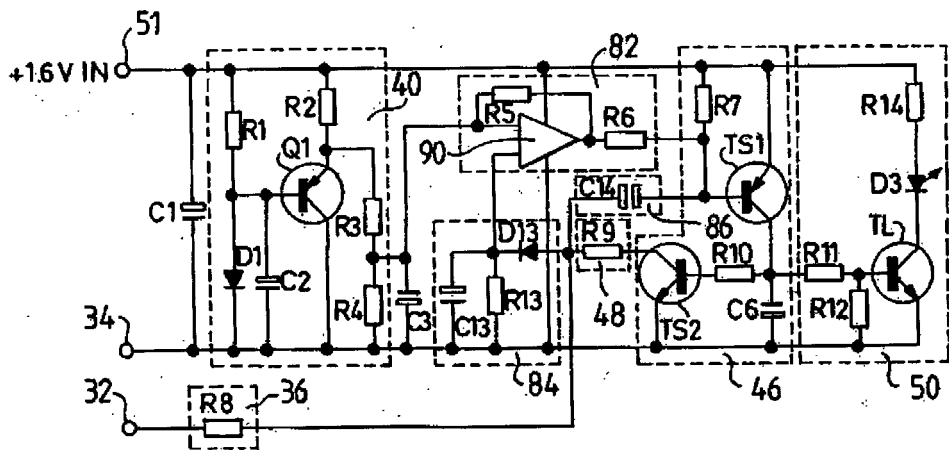 51
+1.6V IN
82
R2
40
R5
R7
R14
R1
90
R6
TS1
Q1
D3
C14
C1
R3
86
TL
D13
R9
R10
R11
D1
C2
R4
C3
C13
R13
48
TS2
C6
R12
34
84
46
50
32
R8
36